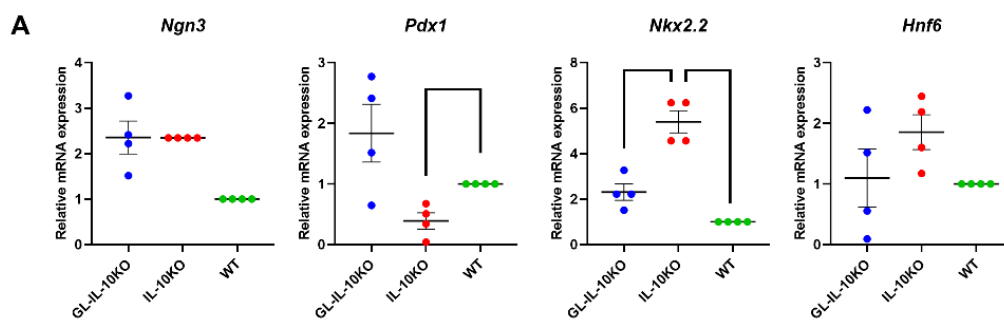 A
Ngn3
Relative mRNA expression
4
3
2
1
0
GL-IL-10KO
IL-10KO
WT
Pdx1
Relative mRNA expression
3
2
1
0
GL-IL-10KO
IL-10KO
WT
Nkx2.2
Relative mRNA expression
8
6
4
2
0
GL-IL-10KO
IL-10KO
WT
Hnf6
Relative mRNA expression
3
2
1
0
GL-IL-10KO
IL-10KO
WT